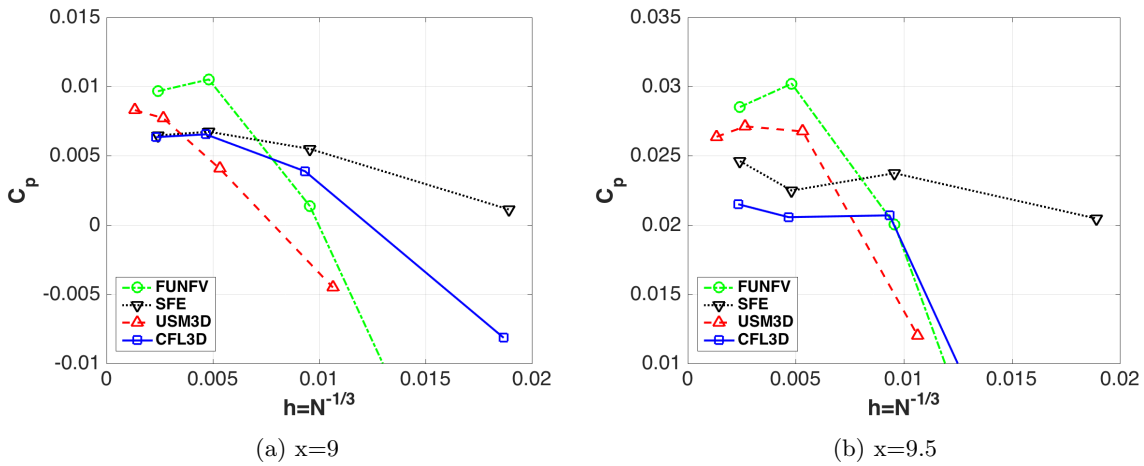 0.015
0.01
0.005
0
-0.005
-0.01
C_p
FUNFV
SFE
USM3D
CFL3D
0 0.005 0.01 0.015 0.02
h=N^{-1/3}
(a) x=9
0.035
0.03
0.025
0.02
0.015
0.01
C_p
FUNFV
SFE
USM3D
CFL3D
0 0.005 0.01 0.015 0.02
h=N^{-1/3}
(b) x=9.5